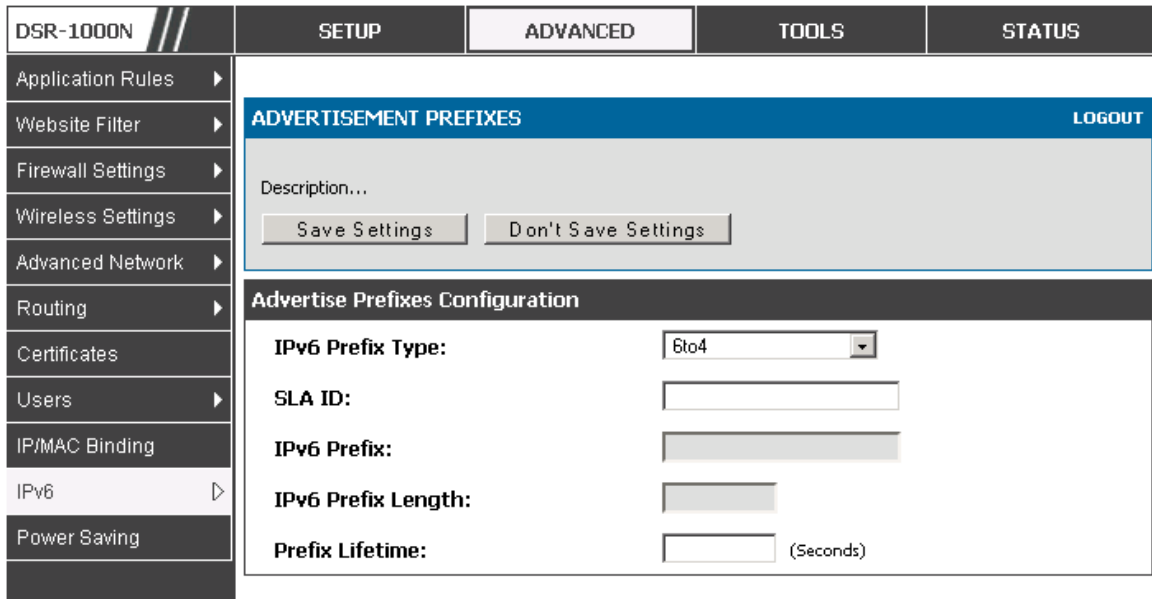 DSR-1000N
SETUP
ADVANCED
TOOLS
STATUS
Application Rules
Website Filter
Firewall Settings
Wireless Settings
Advanced Network
Routing
Certificates
Users
IP/MAC Binding
IPv6
Power Saving
ADVERTISEMENT PREFIXES
LOGOUT
Description...
Save Settings
Don't Save Settings
Advertise Prefixes Configuration
IPv6 Prefix Type:
6to4
SLA ID:
IPv6 Prefix:
IPv6 Prefix Length:
Prefix Lifetime:
(Seconds)